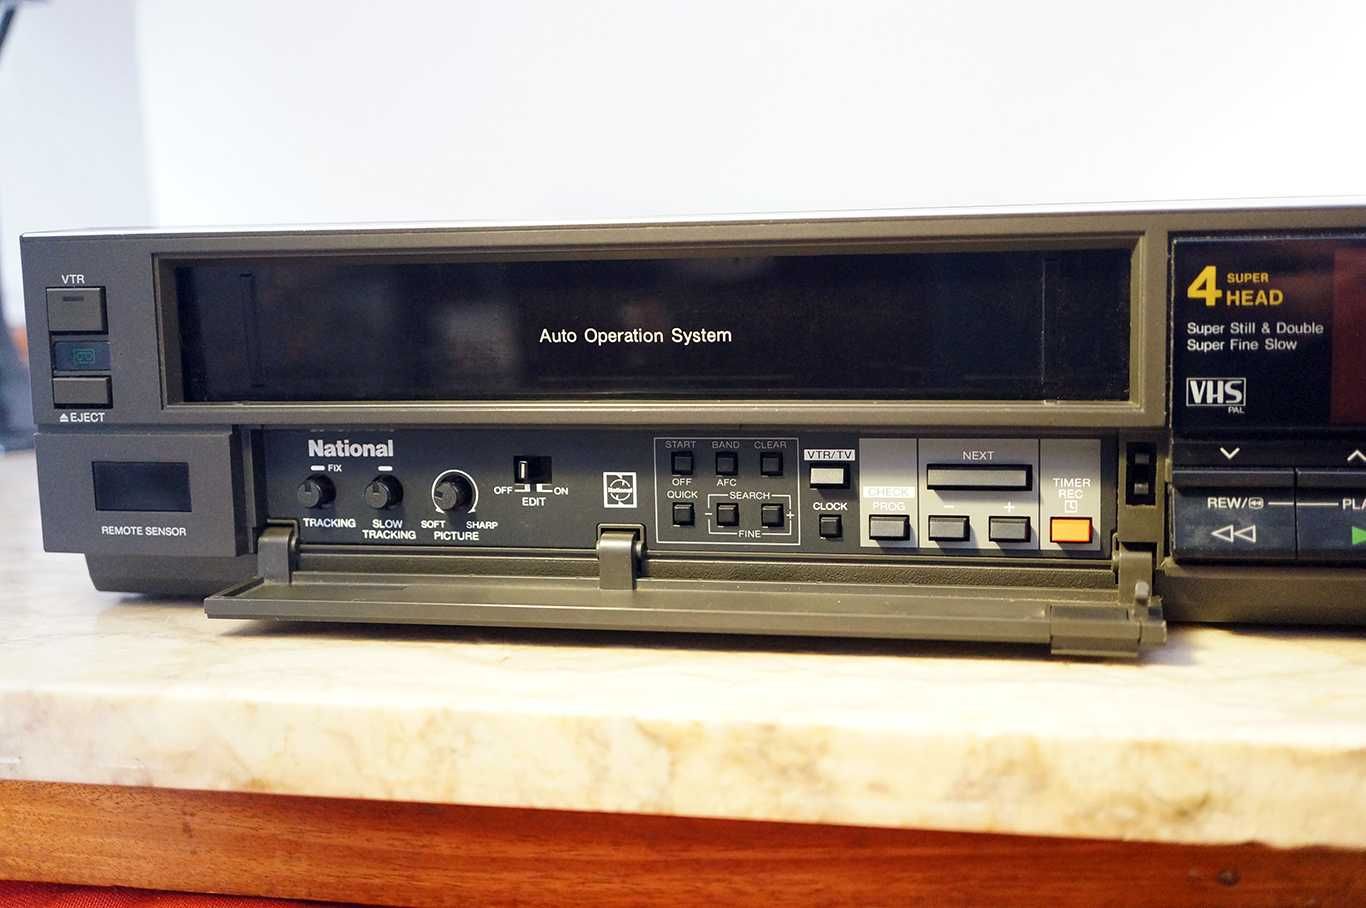 VTR
EJECT
REMOTE SENSOR
Auto Operation System
4 SUPER
HEAD
Super Still & Double
Super Fine Slow
VHS
PAL
National
FIX
TRACKING
SLOW
TRACKING
SOFT
SHARP
PICTURE
OFF
ON
EDIT
National
START
BAND
CLEAR
OFF
AFC
QUICK
SEARCH
-
+
FINE
VTR/TV
CLOCK
CHECK
PROG
NEXT
-
+
TIMER
REC
REW/
PLA